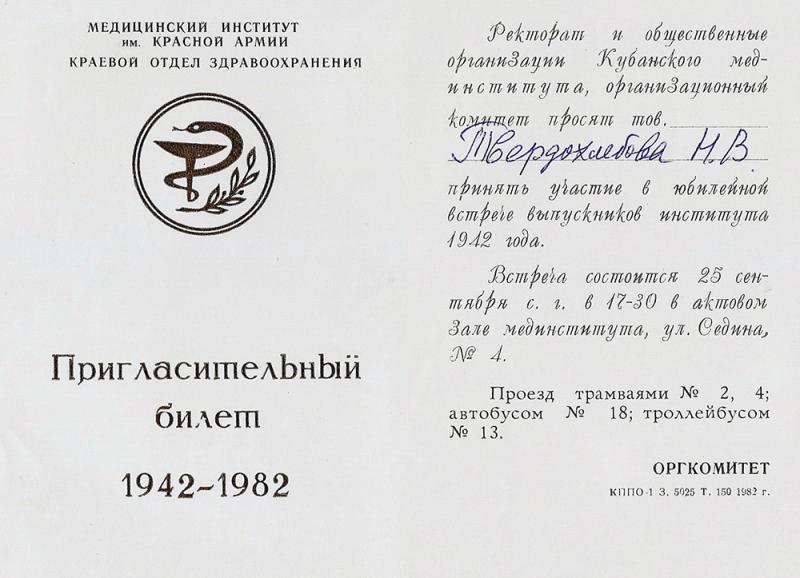 МЕДИЦИНСКИЙ ИНСТИТУТ
им. КРАСНОЙ АРМИИ
КРАЕВОЙ ОТДЕЛ ЗДРАВООХРАНЕНИЯ
Пригласительный
билет
1942-1982
Ректорат и общественные
организации Кубанского мед-
института, организационный
комитет просят тов.
Твердохлебова Н.В
принять участие в юбилейной
встрече выпускников института
1942 года.
Встреча состоится 25 сен-
тября с. г. в 17-30 в актовом
зале мединститута, ул. Седина,
№ 4.
Проезд трамваями № 2, 4;
автобусом № 18; троллейбусом
№ 13.
ОРГКОМИТЕТ
КППО-1 З. 5025 Т. 150 1982 г.